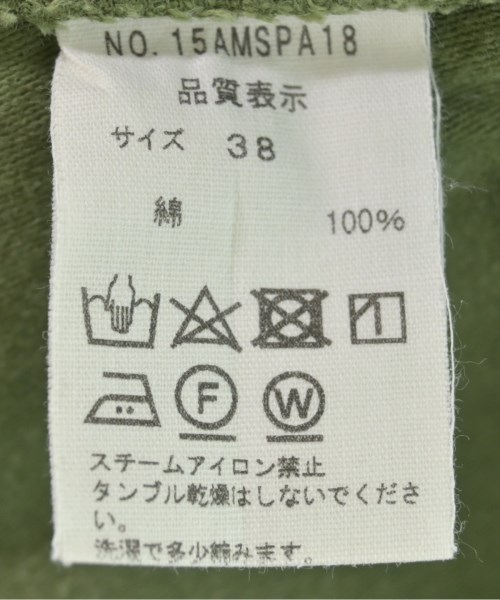 NO. 15AMSPA18
品質表示
サイズ 38
綿 100%
F W
スチームアイロン禁止
タンブル乾燥はしないでくださ
い。
洗濯で多少縮みます。